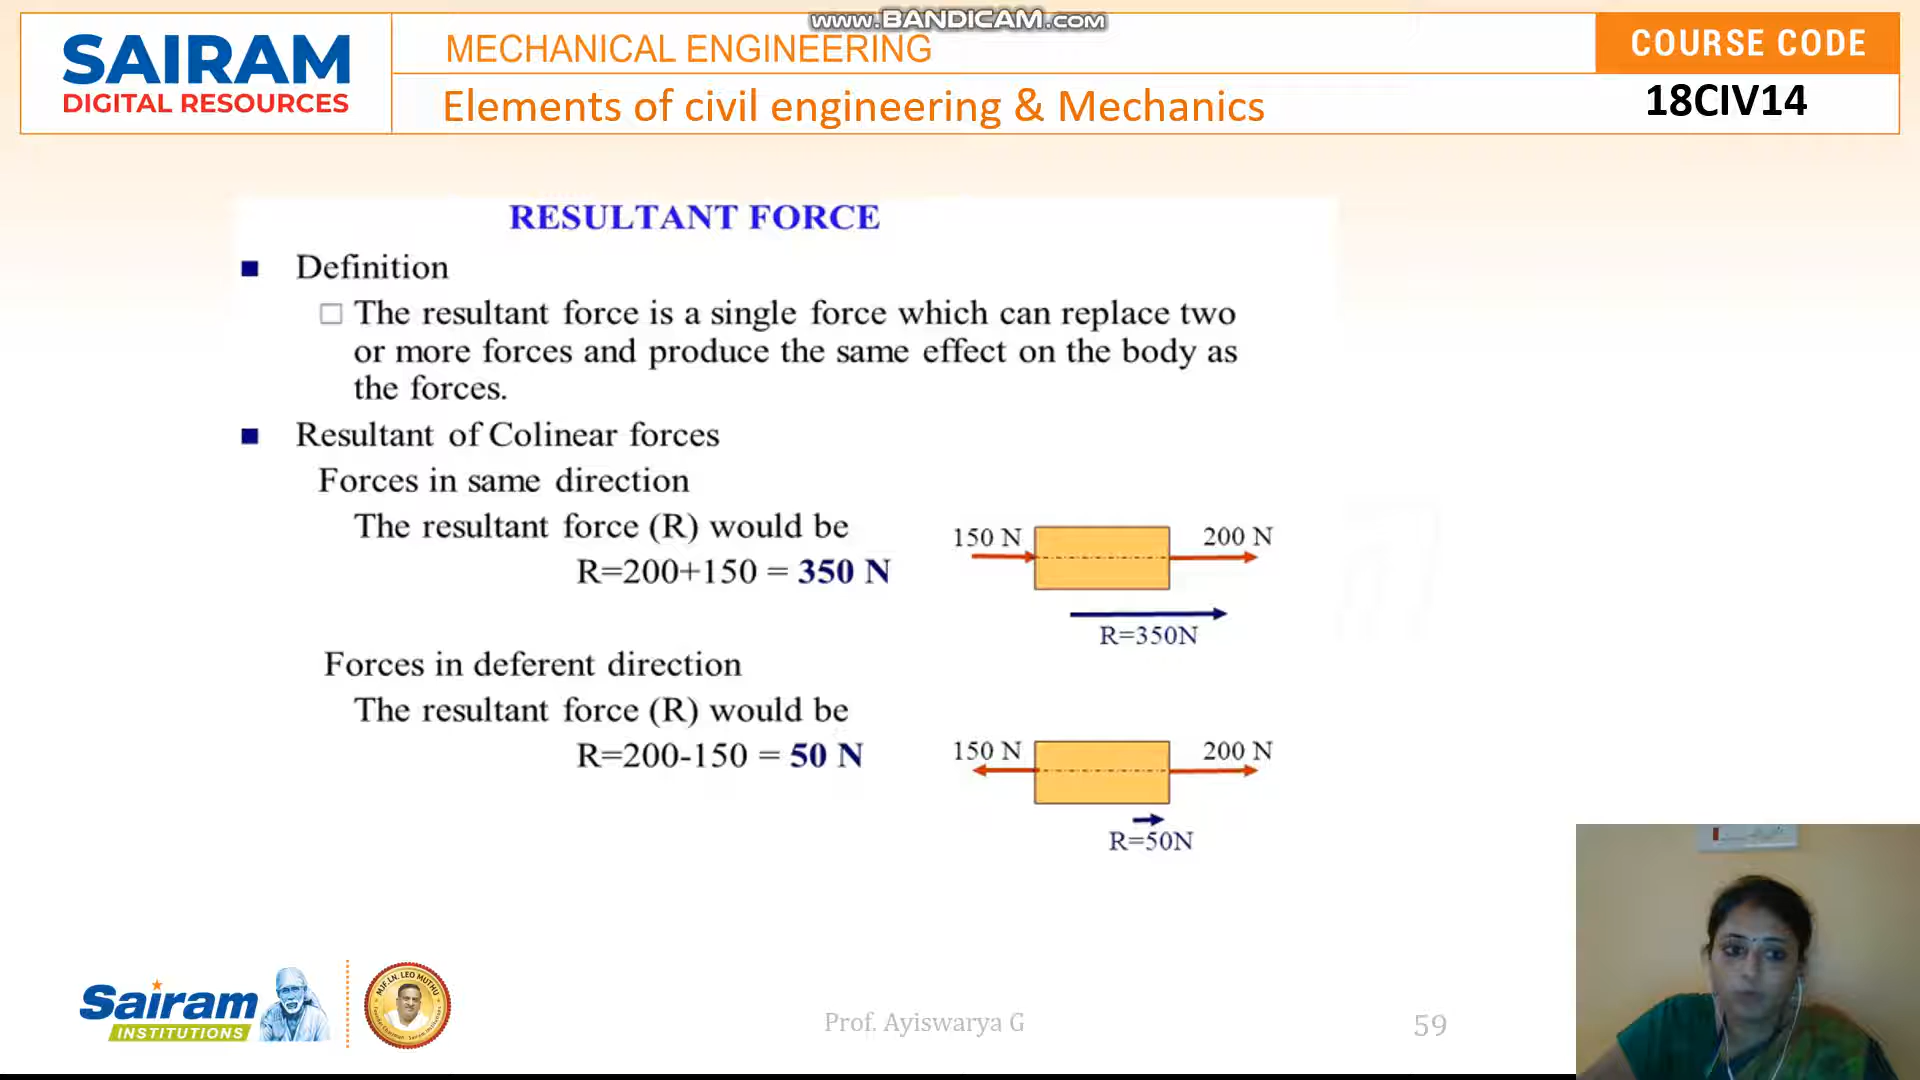 www.BANDICAM.com
SAIRAM
DIGITAL RESOURCES
MECHANICAL ENGINEERING
COURSE CODE
Elements of civil engineering & Mechanics
18CIV14
RESULTANT FORCE
Definition
The resultant force is a single force which can replace two
or more forces and produce the same effect on the body as
the forces.
Resultant of Colinear forces
Forces in same direction
The resultant force (R) would be
R=200+150 = 350 N
150 N
200 N
R=350N
Forces in deferent direction
The resultant force (R) would be
R=200-150 = 50 N
150 N
200 N
R=50N
Sairam
INSTITUTIONS
MJF. LN. LEO MUTHU
Prof. Ayiswarya G
59